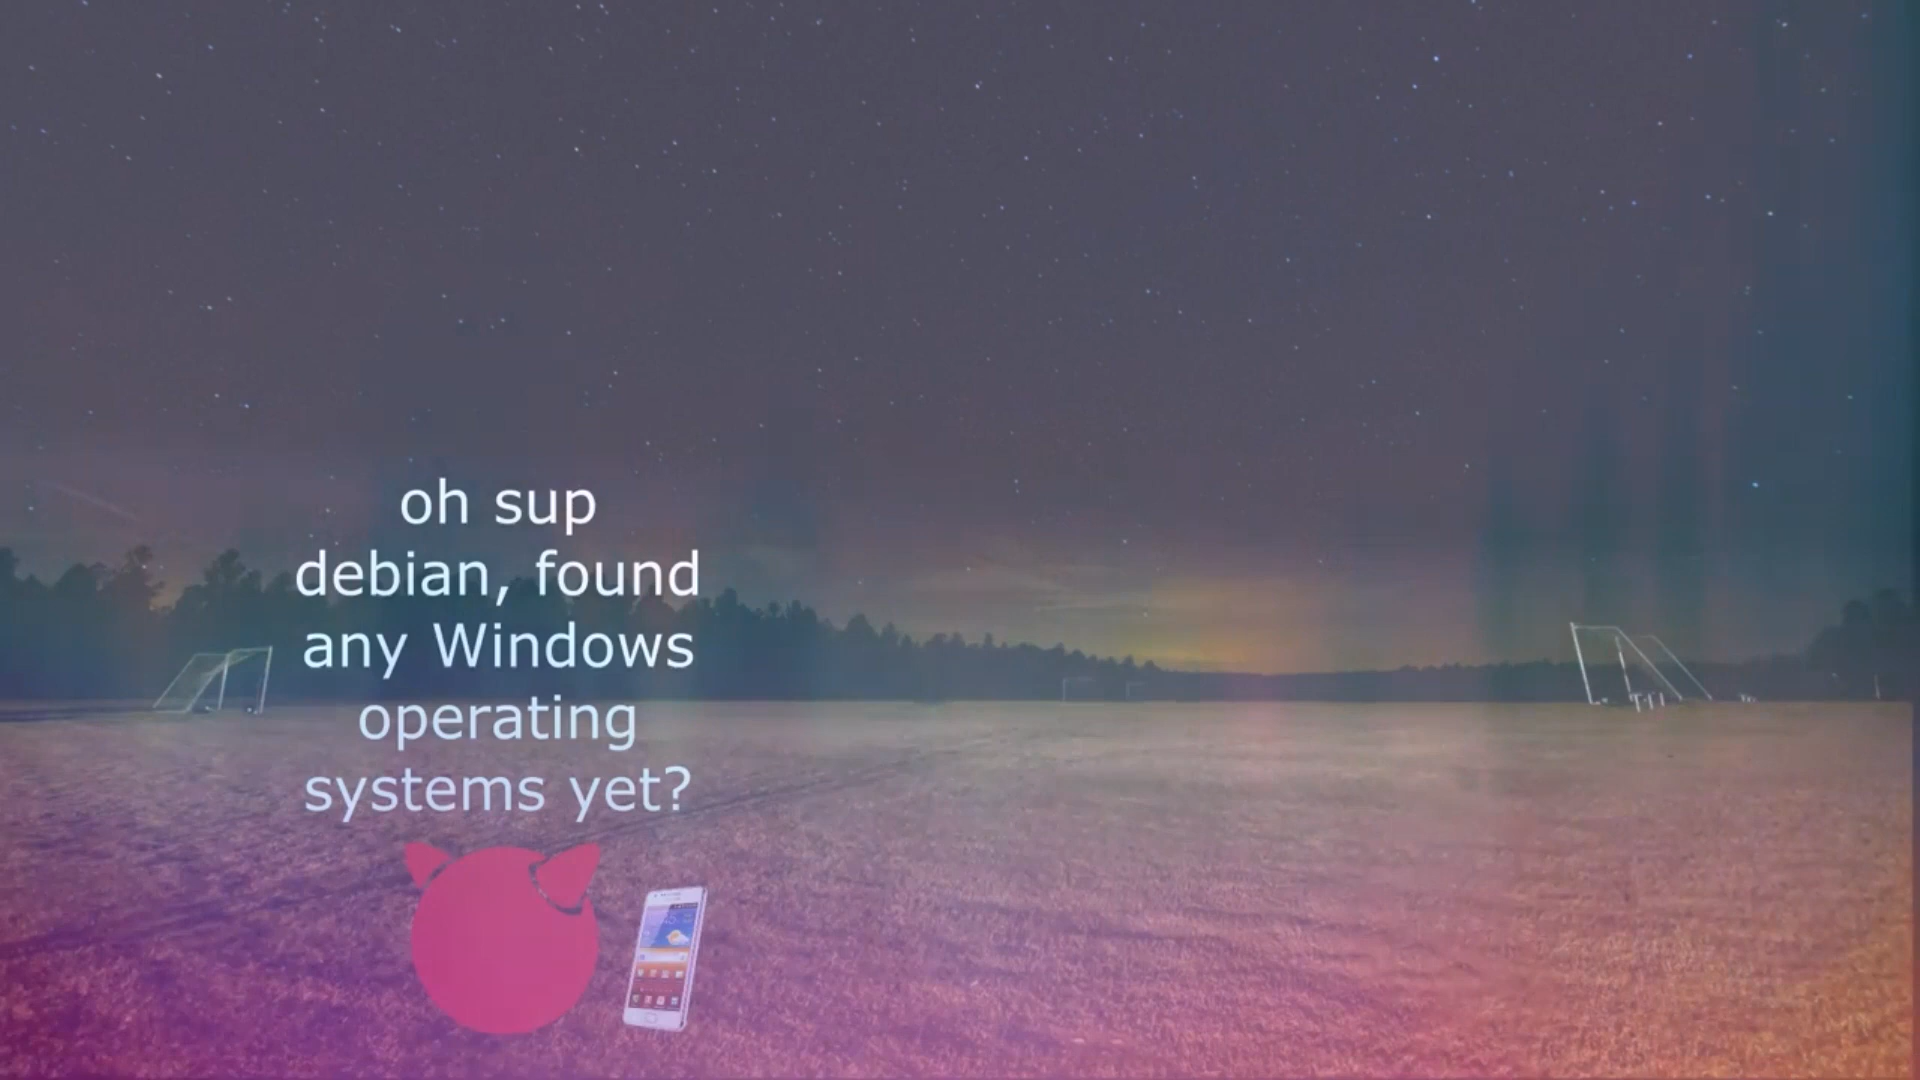 oh sup
debian, found
any Windows
operating
systems yet?